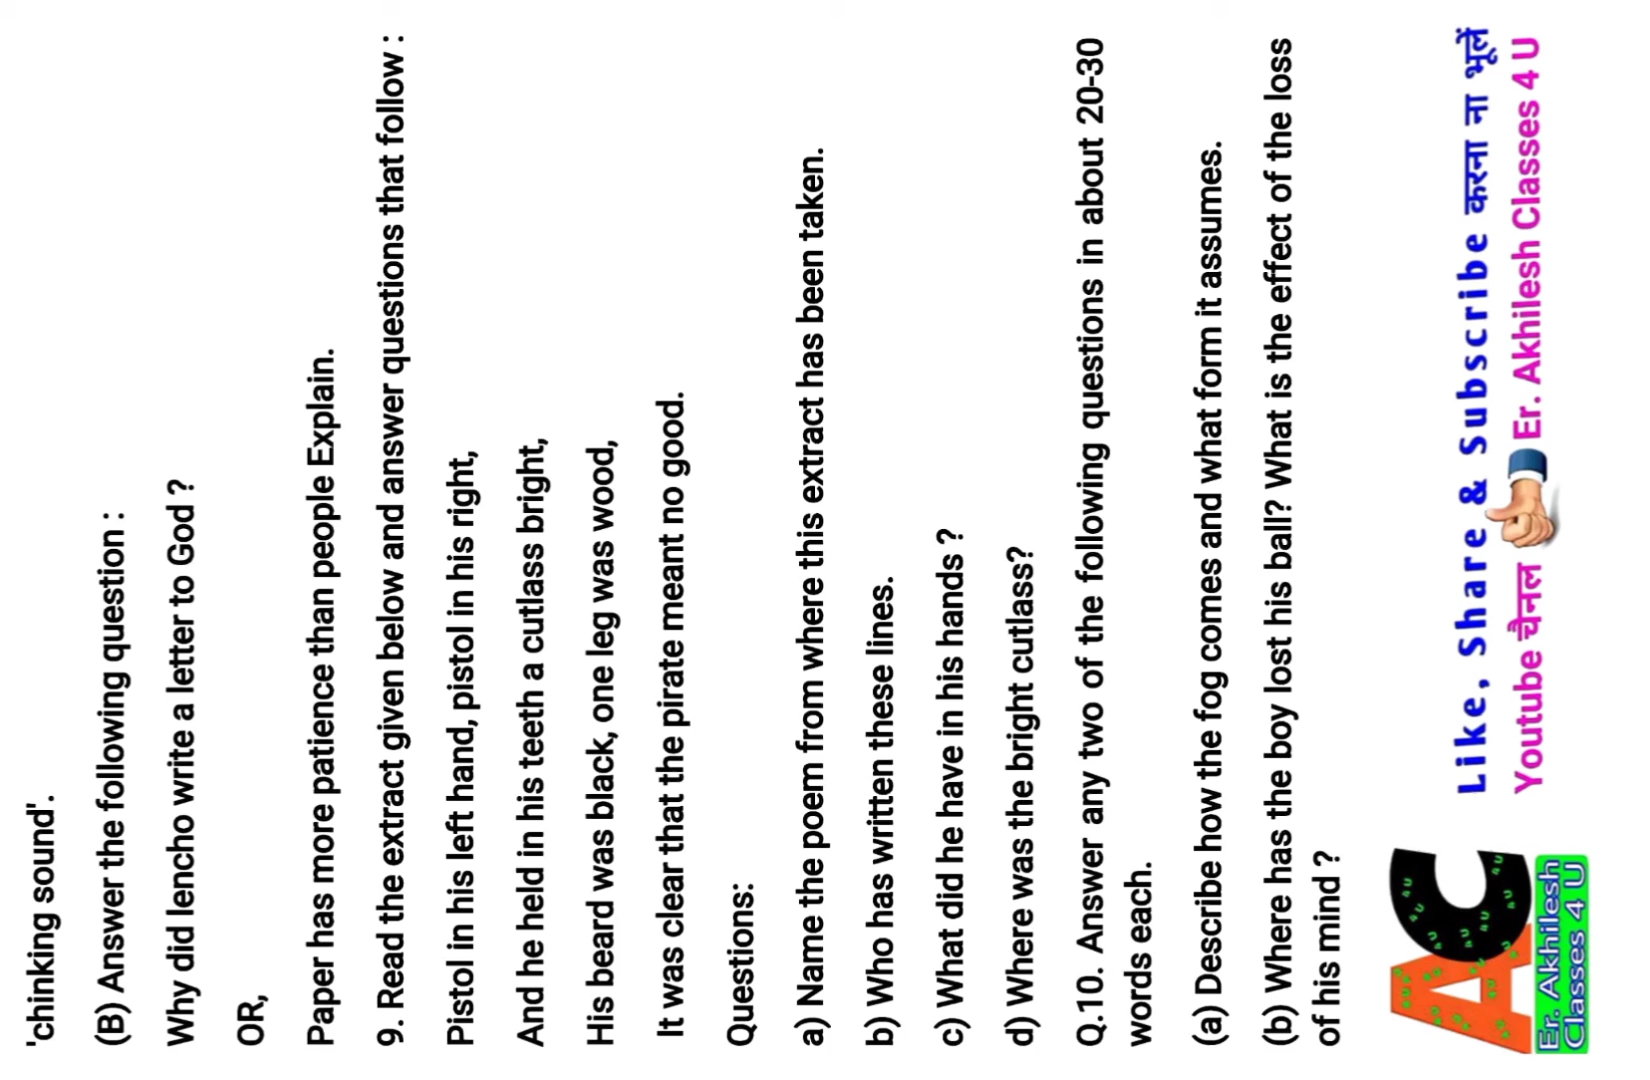 'chinking sound'.
(B) Answer the following question :
Why did lencho write a letter to God ?
OR,
Paper has more patience than people Explain.
9. Read the extract given below and answer questions that follow :
Pistol in his left hand, pistol in his right,
And he held in his teeth a cutlass bright,
His beard was black, one leg was wood,
It was clear that the pirate meant no good.
Questions:
a) Name the poem from where this extract has been taken.
b) Who has written these lines.
c) What did he have in his hands ?
d) Where was the bright cutlass?
Q.10. Answer any two of the following questions in about 20-30
words each.
(a) Describe how the fog comes and what form it assumes.
(b) Where has the boy lost his ball? What is the effect of the loss
of his mind ?
AC
Er. Akhilesh
Classes 4 U
Like, Share & Subscribe करना ना भूलें
Youtube चैनल Er. Akhilesh Classes 4 U